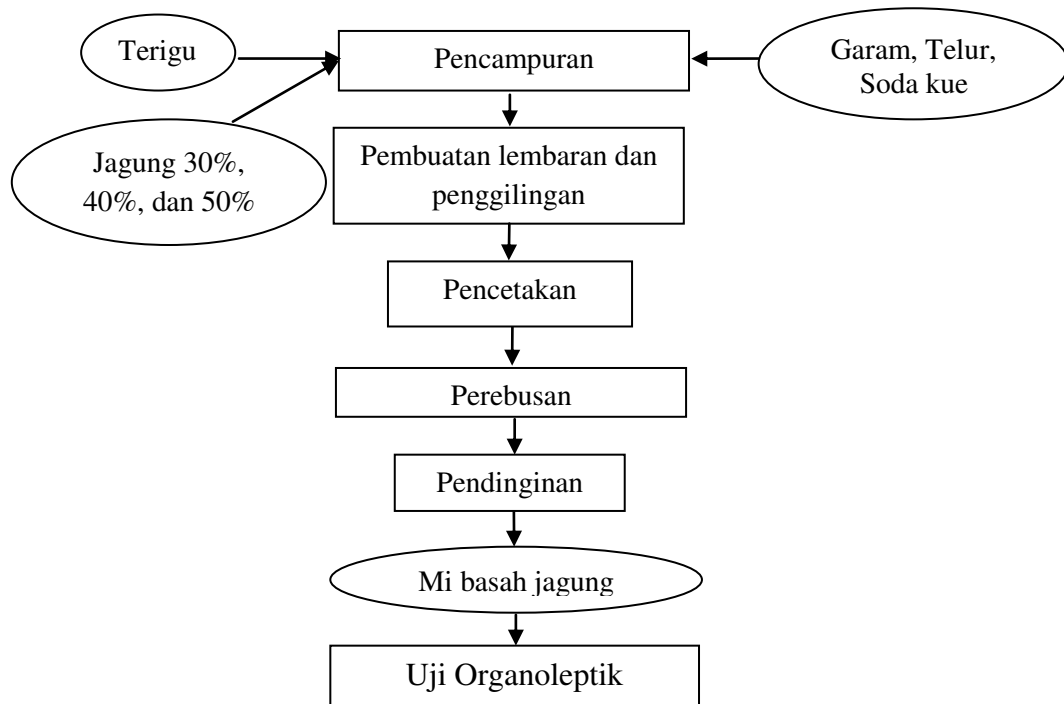 Terigu
Pencampuran
Garam, Telur,
Soda kue
Jagung 30%,
40%, dan 50%
Pembuatan lembaran dan
penggilingan
Pencetakan
Perebusan
Pendinginan
Mi basah jagung
Uji Organoleptik